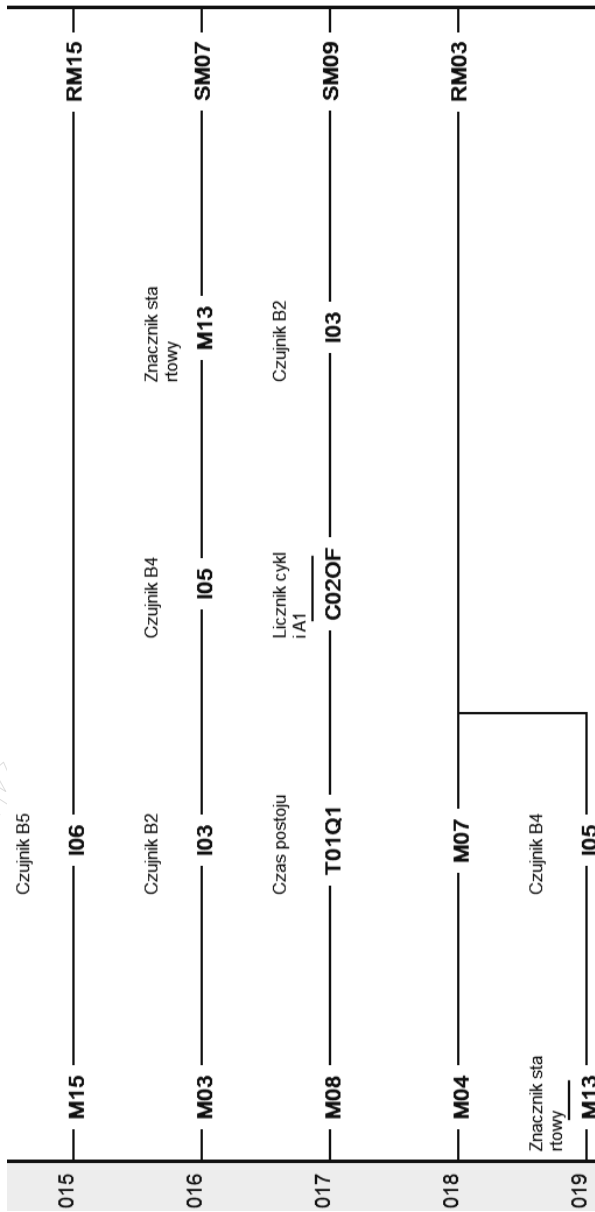 015
M15
Czujnik B5
I06
RM15
016
M03
Czujnik B2
I03
Czujnik B4
I05
Znacznik sta
rtowy
M13
SM07
017
M08
Czas postoju
T01Q1
Licznik cykl
i A1
C02OF
Czujnik B2
I03
SM09
018
M04
M07
RM03
019
Znacznik sta
rtowy
M13
Czujnik B4
I05